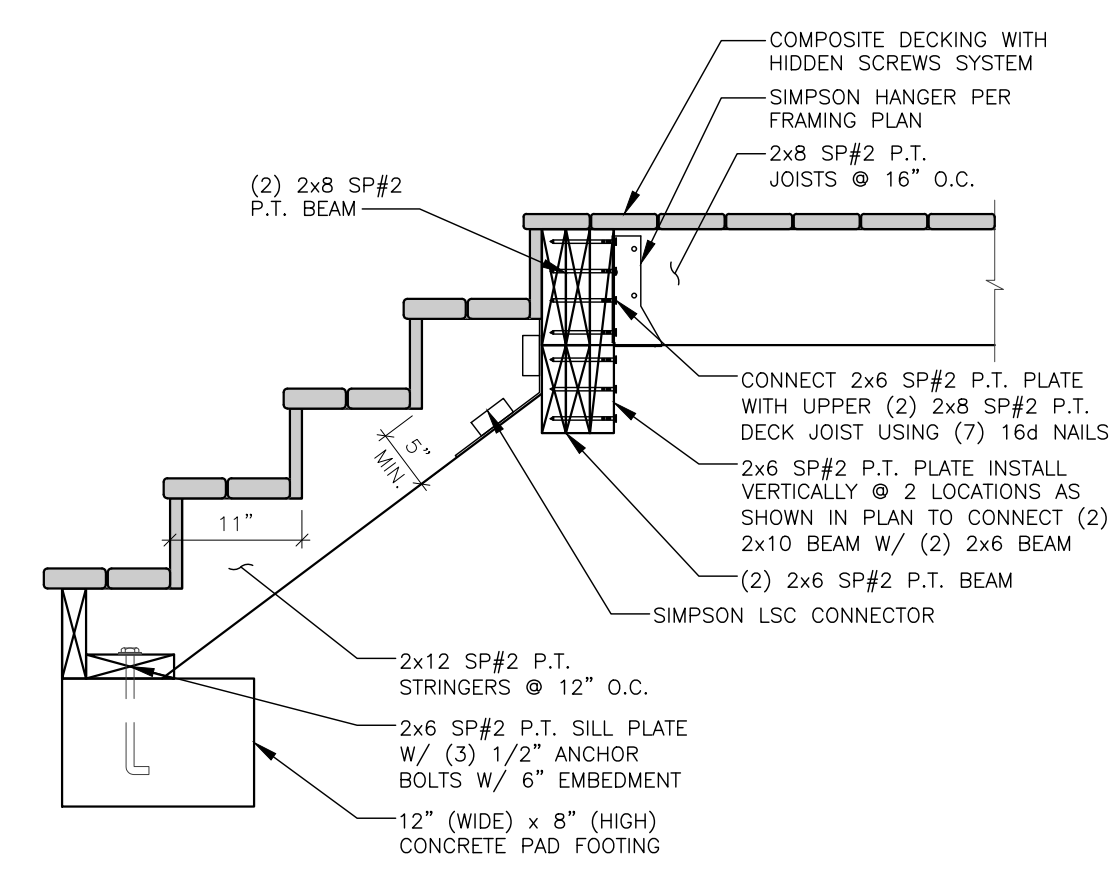 COMPOSITE DECKING WITH
HIDDEN SCREWS SYSTEM
SIMPSON HANGER PER
FRAMING PLAN
2x8 SP#2 P.T.
JOISTS @ 16" O.C.
(2) 2x8 SP#2
P.T. BEAM
CONNECT 2x6 SP#2 P.T. PLATE
WITH UPPER (2) 2x8 SP#2 P.T.
DECK JOIST USING (7) 16d NAILS
5"
MIN.
2x6 SP#2 P.T. PLATE INSTALL
VERTICALLY @ 2 LOCATIONS AS
SHOWN IN PLAN TO CONNECT (2)
2x10 BEAM W/ (2) 2x6 BEAM
11"
(2) 2x6 SP#2 P.T. BEAM
SIMPSON LSC CONNECTOR
2x12 SP#2 P.T.
STRINGERS @ 12" O.C.
2x6 SP#2 P.T. SILL PLATE
W/ (3) 1/2" ANCHOR
BOLTS W/ 6" EMBEDMENT
12" (WIDE) x 8" (HIGH)
CONCRETE PAD FOOTING